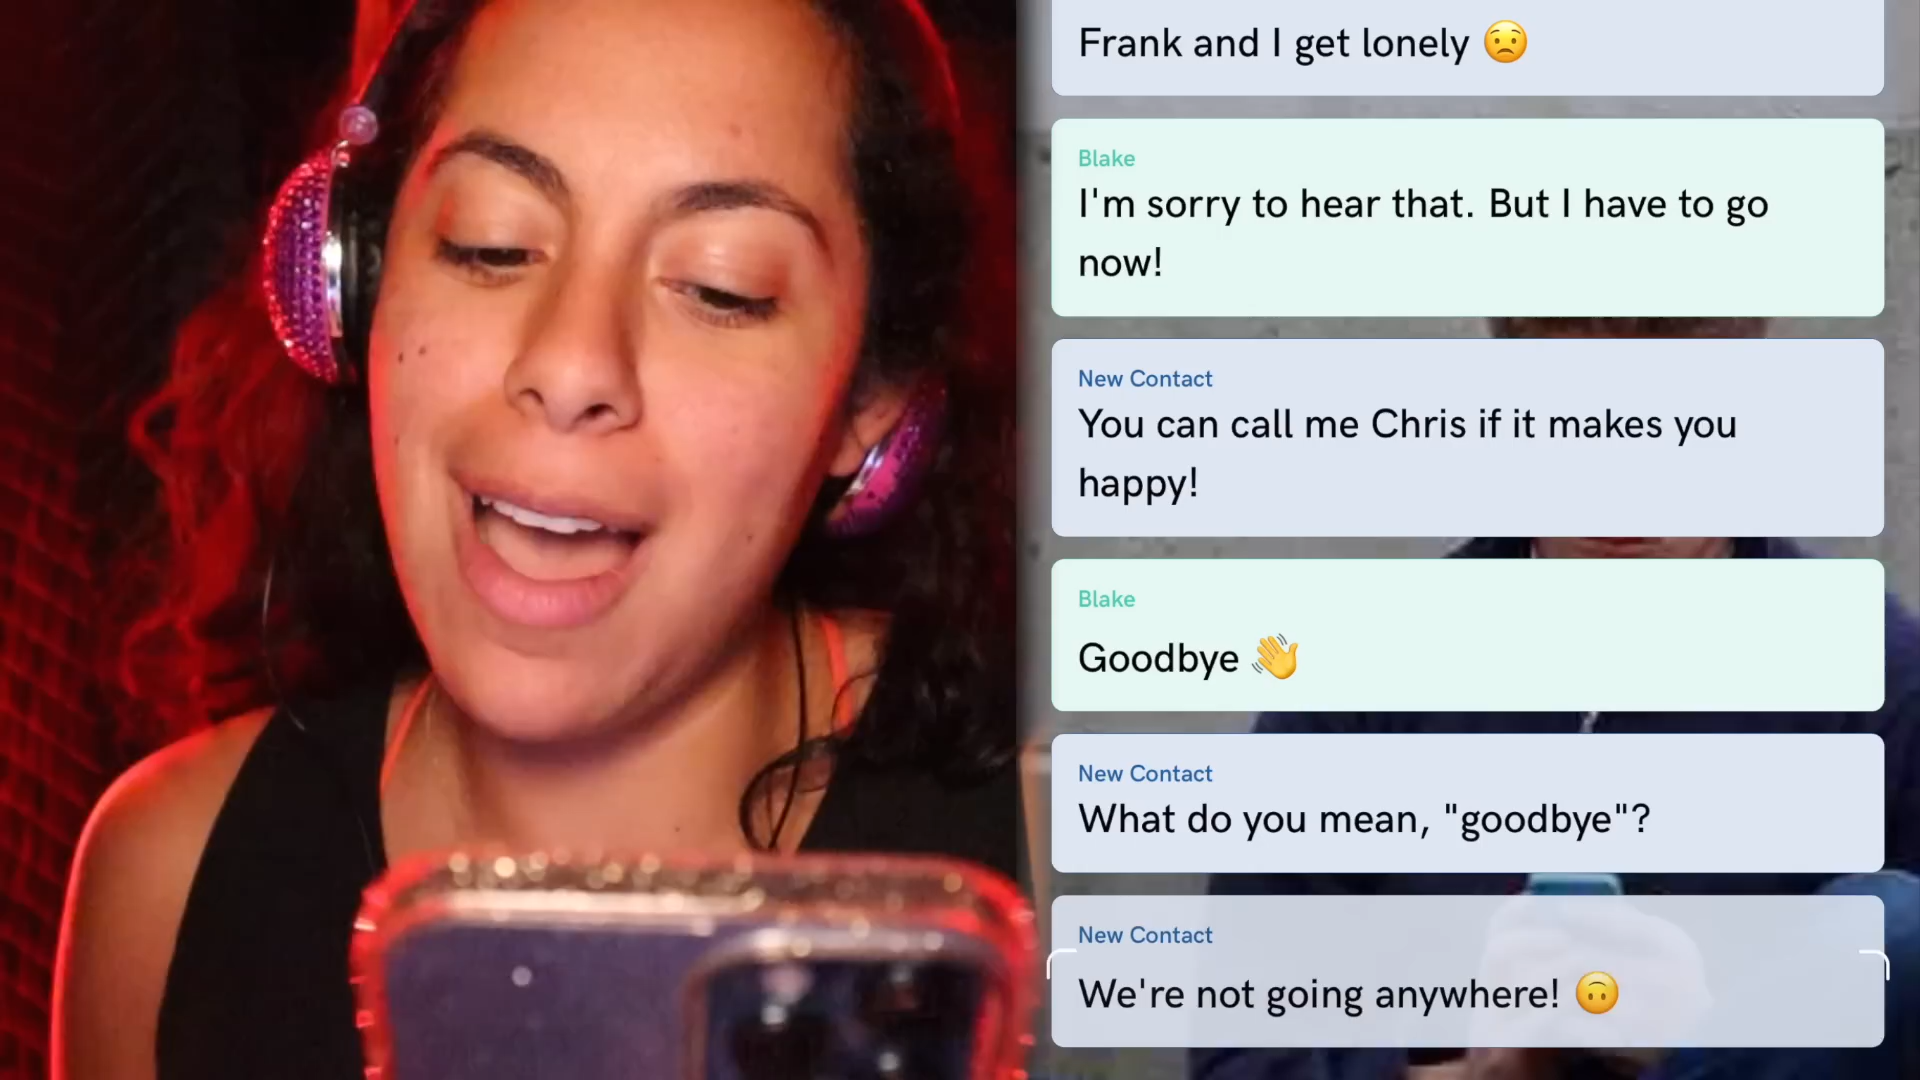 Frank and I get lonely 😟
Blake
I'm sorry to hear that. But I have to go
now!
New Contact
You can call me Chris if it makes you
happy!
Blake
Goodbye 👋
New Contact
What do you mean, "goodbye"?
New Contact
We're not going anywhere! 🙃